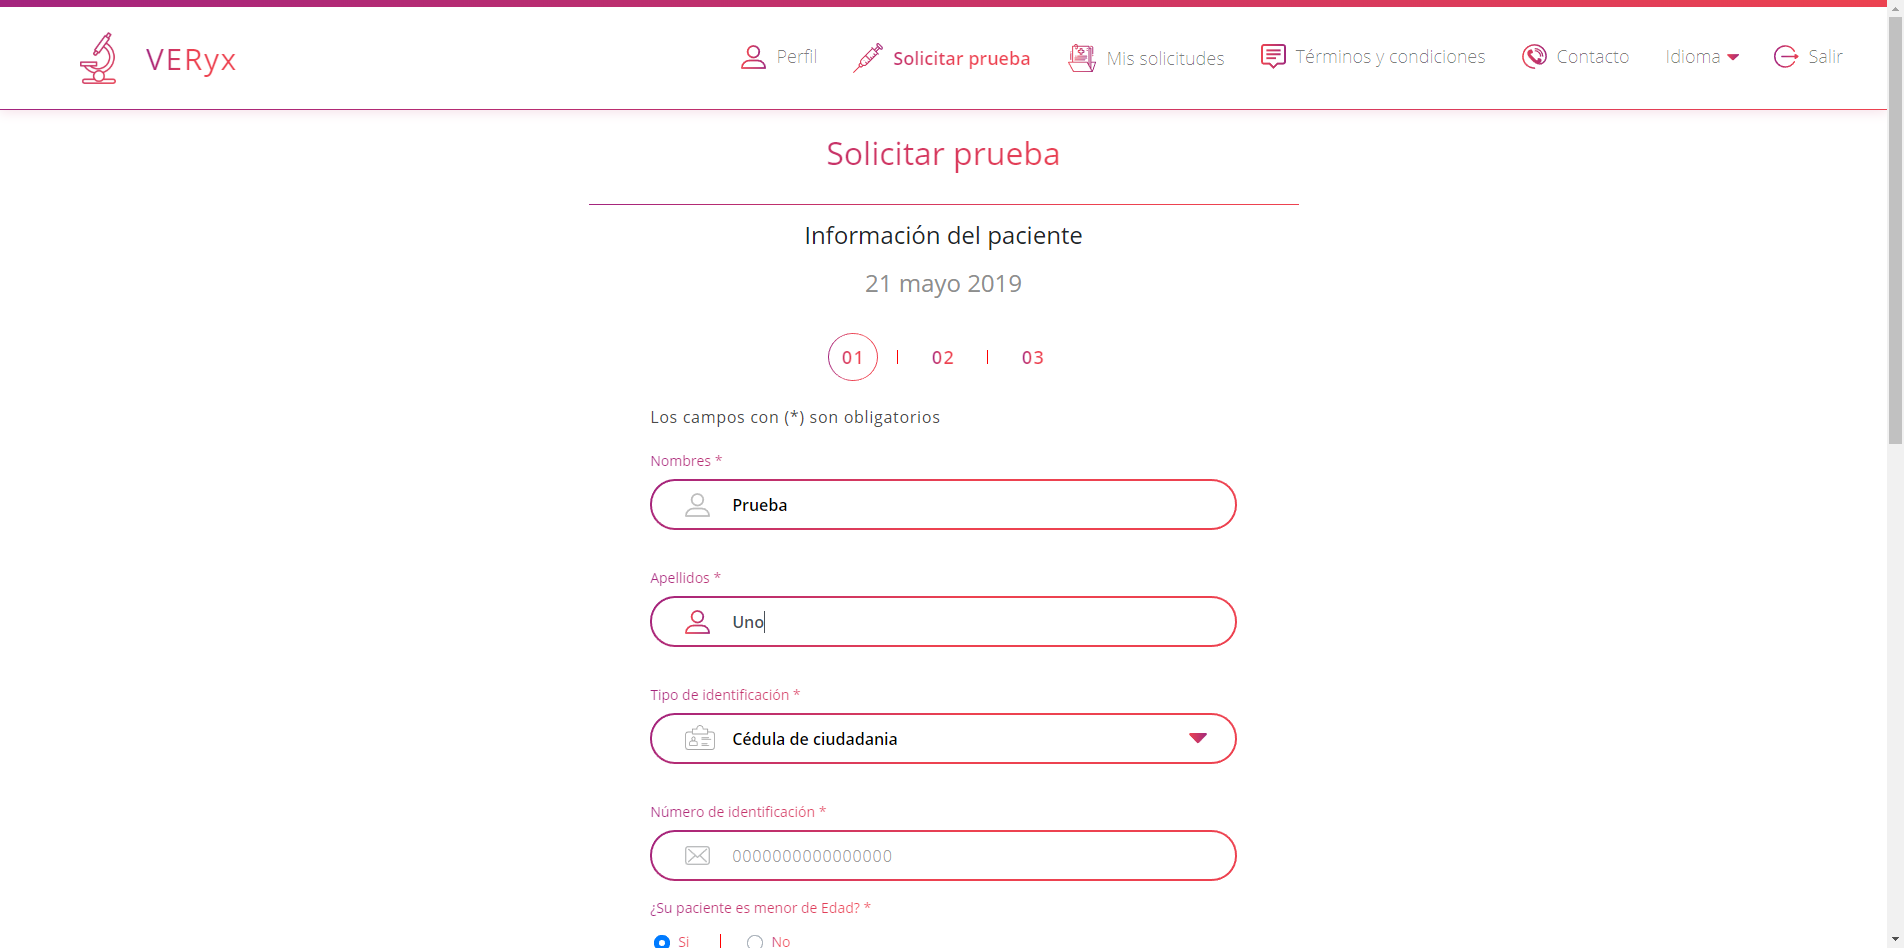 VERyx
Perfil
Solicitar prueba
Mis solicitudes
Términos y condiciones
Contacto
Idioma
Salir
Solicitar prueba
Información del paciente
21 mayo 2019
01 | 02 | 03
Los campos con (*) son obligatorios
Nombres *
Prueba
Apellidos *
Uno
Tipo de identificación *
Cédula de ciudadania
Número de identificación *
0000000000000000
¿Su paciente es menor de Edad? *
Si | No